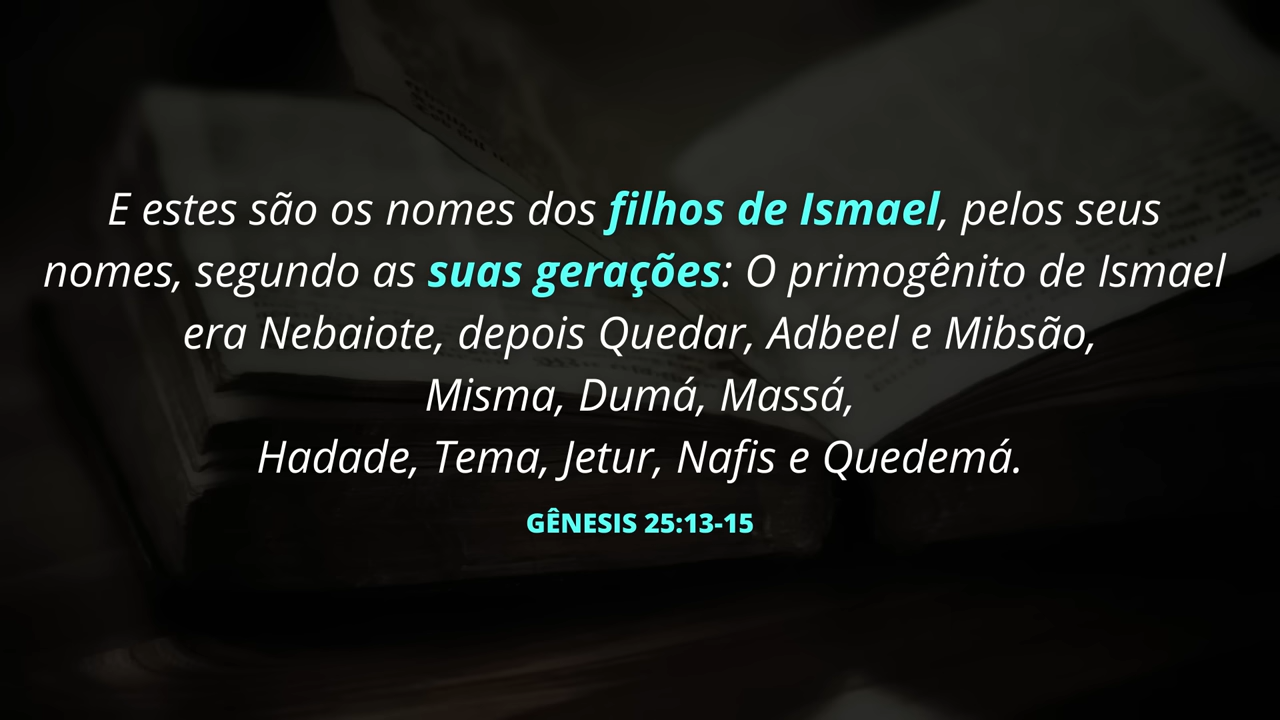 E estes são os nomes dos filhos de Ismael, pelos seus
nomes, segundo as suas gerações: O primogênito de Ismael
era Nebaiote, depois Quedar, Adbeel e Mibsão,
Misma, Dumá, Massá,
Hadade, Tema, Jetur, Nafis e Quedemá.
GÊNESIS 25:13-15